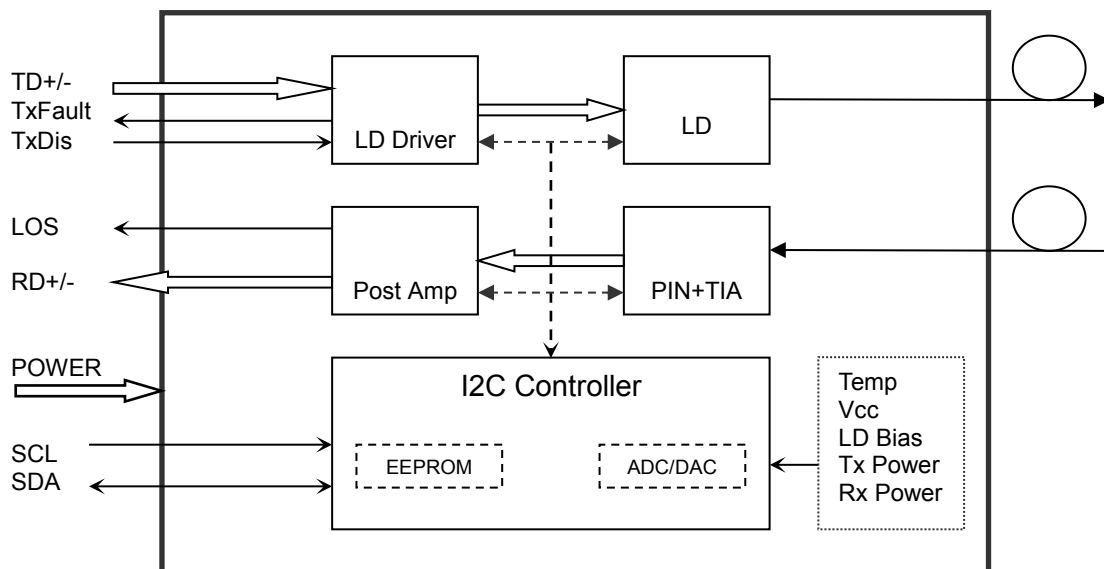 TD+/-
TxFault
TxDis
LD Driver
LD
LOS
RD+/-
Post Amp
PIN+TIA
POWER
I2C Controller
SCL
SDA
EEPROM
ADC/DAC
Temp
Vcc
LD Bias
Tx Power
Rx Power